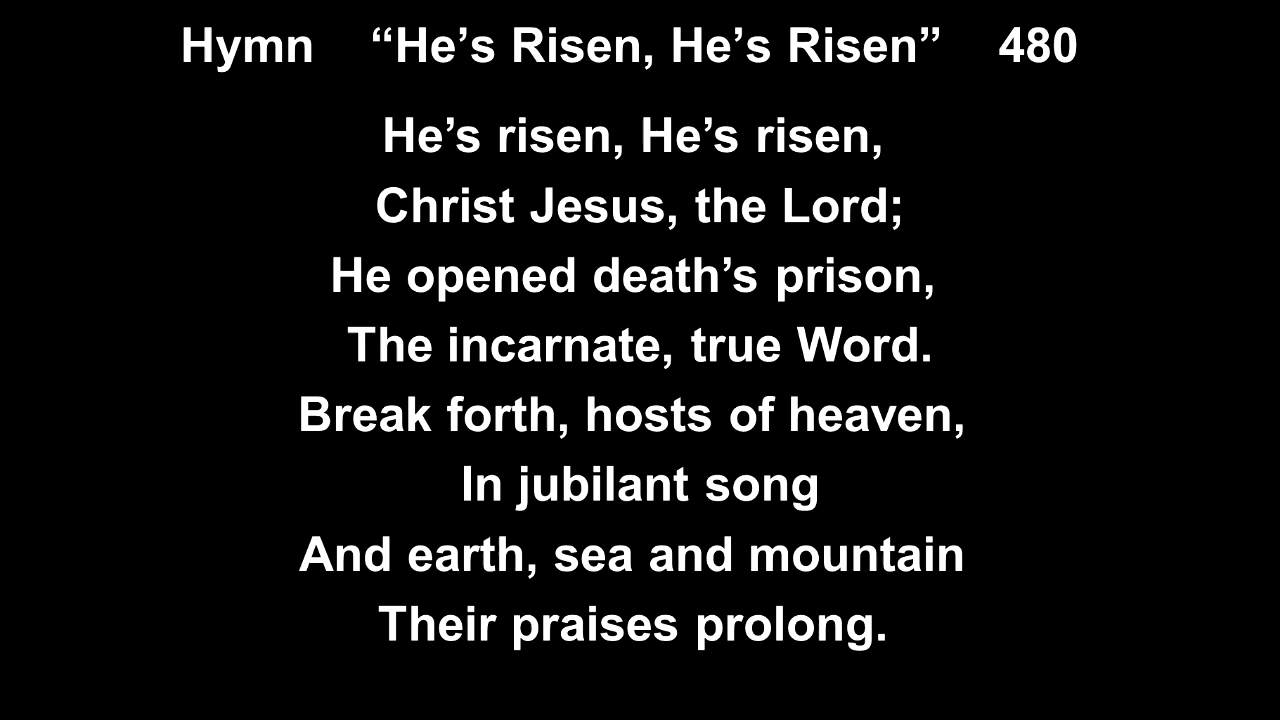 Hymn “He’s Risen, He’s Risen” 480
He’s risen, He’s risen,
Christ Jesus, the Lord;
He opened death’s prison,
The incarnate, true Word.
Break forth, hosts of heaven,
In jubilant song
And earth, sea and mountain
Their praises prolong.